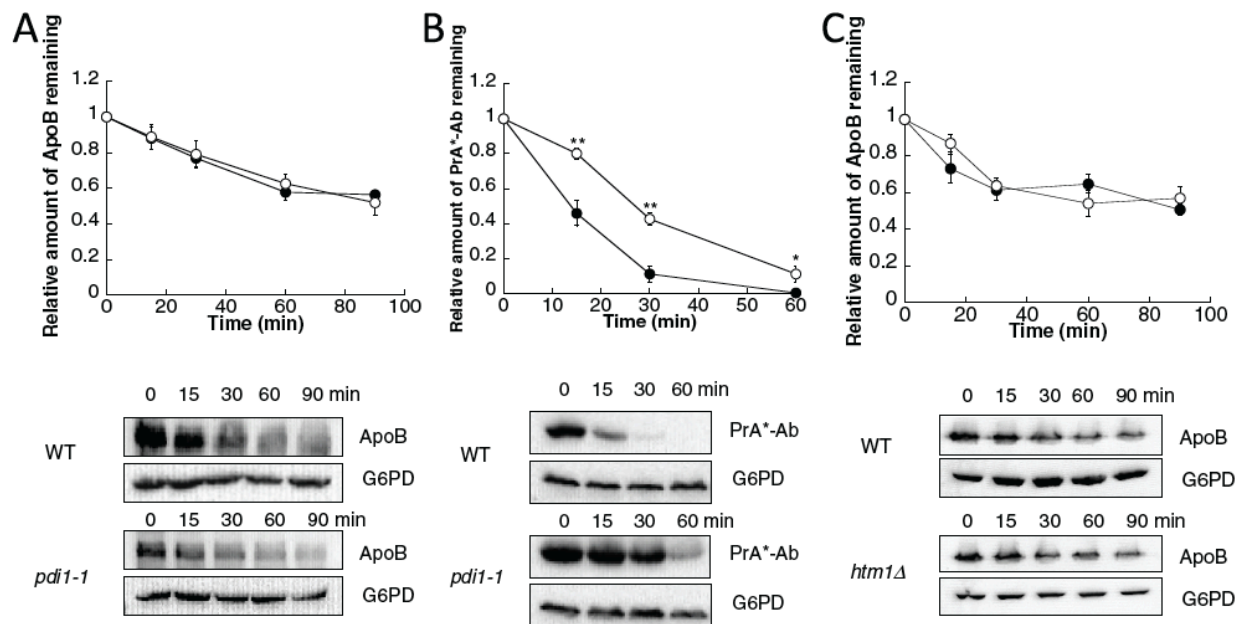 A
Relative amount of ApoB remaining
1.2
1
0.8
0.6
0.4
0.2
0
0 20 40 60 80 100
Time (min)
B
Relative amount of PrA*-Ab remaining
1.2
1
0.8
0.6
0.4
0.2
0
**
**
*
0 10 20 30 40 50 60
Time (min)
C
Relative amount of ApoB remaining
1.2
1
0.8
0.6
0.4
0.2
0
0 20 40 60 80 100
Time (min)
0 15 30 60 90 min
WT
ApoB
G6PD
0 15 30 60 90 min
pdi1-1
ApoB
G6PD
0 15 30 60 min
WT
PrA*-Ab
G6PD
0 15 30 60 min
pdi1-1
PrA*-Ab
G6PD
0 15 30 60 90 min
WT
ApoB
G6PD
0 15 30 60 90 min
htm1Δ
ApoB
G6PD